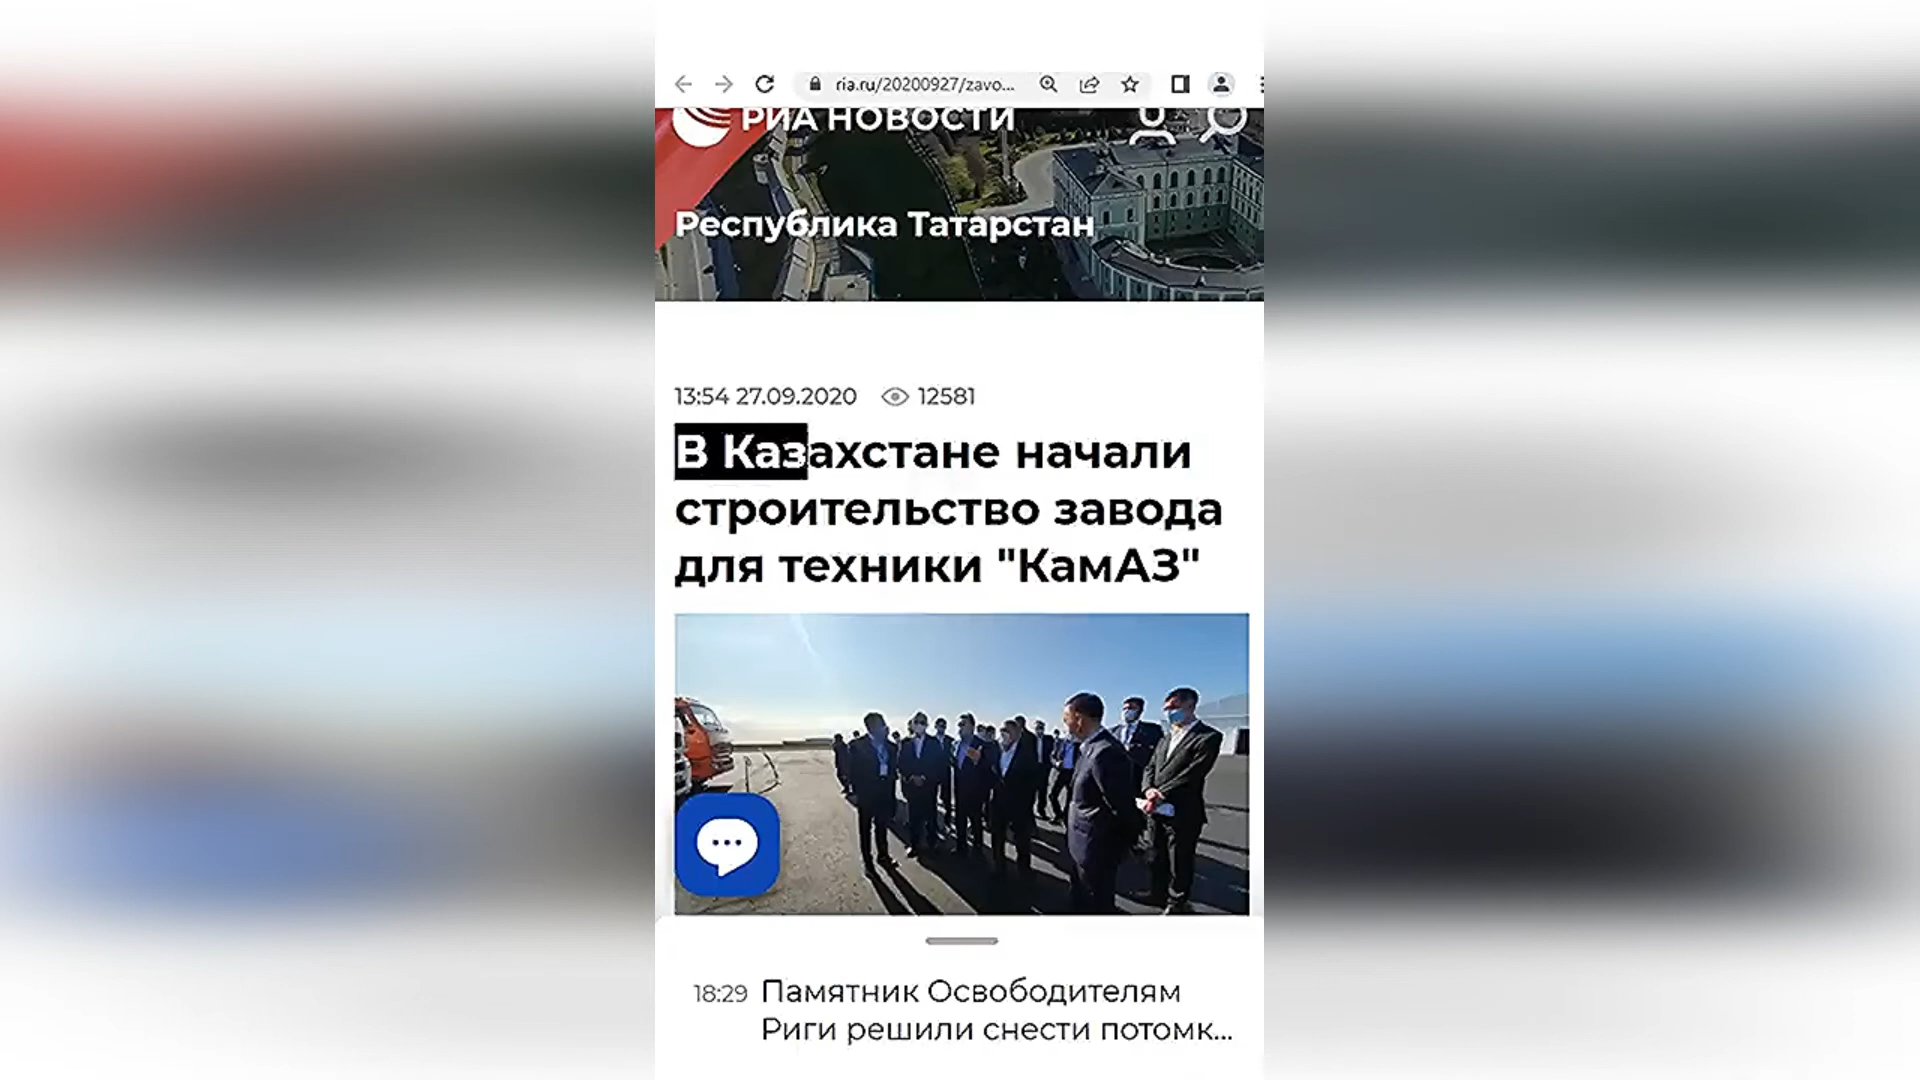 ria.ru/20200927/zavo...
РИА НОВОСТИ
Республика Татарстан
13:54 27.09.2020 12581
В Казахстане начали
строительство завода
для техники "КамАЗ"
18:29 Памятник Освободителям
Риги решили снести потомк...